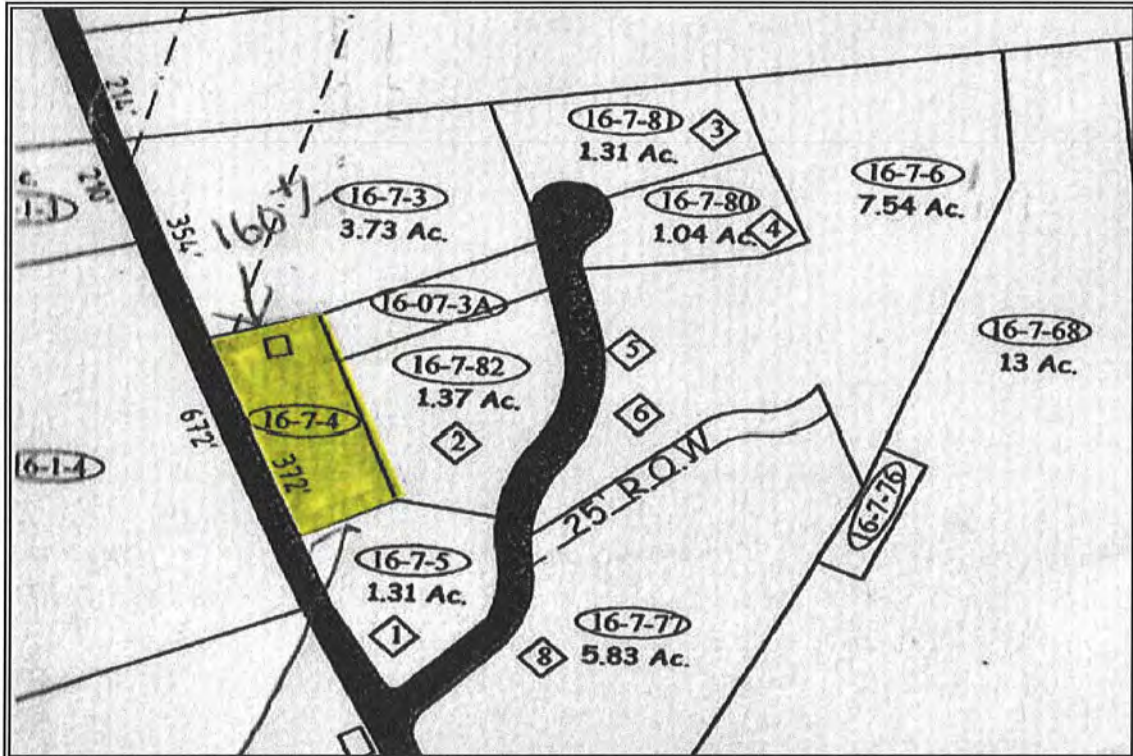 214'
16-7-81
3
1.31 Ac.
210'
16-7-6
7.54 Ac.
16-7-3
3.73 Ac.
16-7-80
1.04 Ac.
4
354'
16-07-3A
16-7-68
13 Ac.
5
16-7-82
1.37 Ac.
6
2
16-7-4
672'
372'
16-1-4
25' R.O.W
16-7-76
16-7-5
1.31 Ac.
1
16-7-77
5.83 Ac.
8